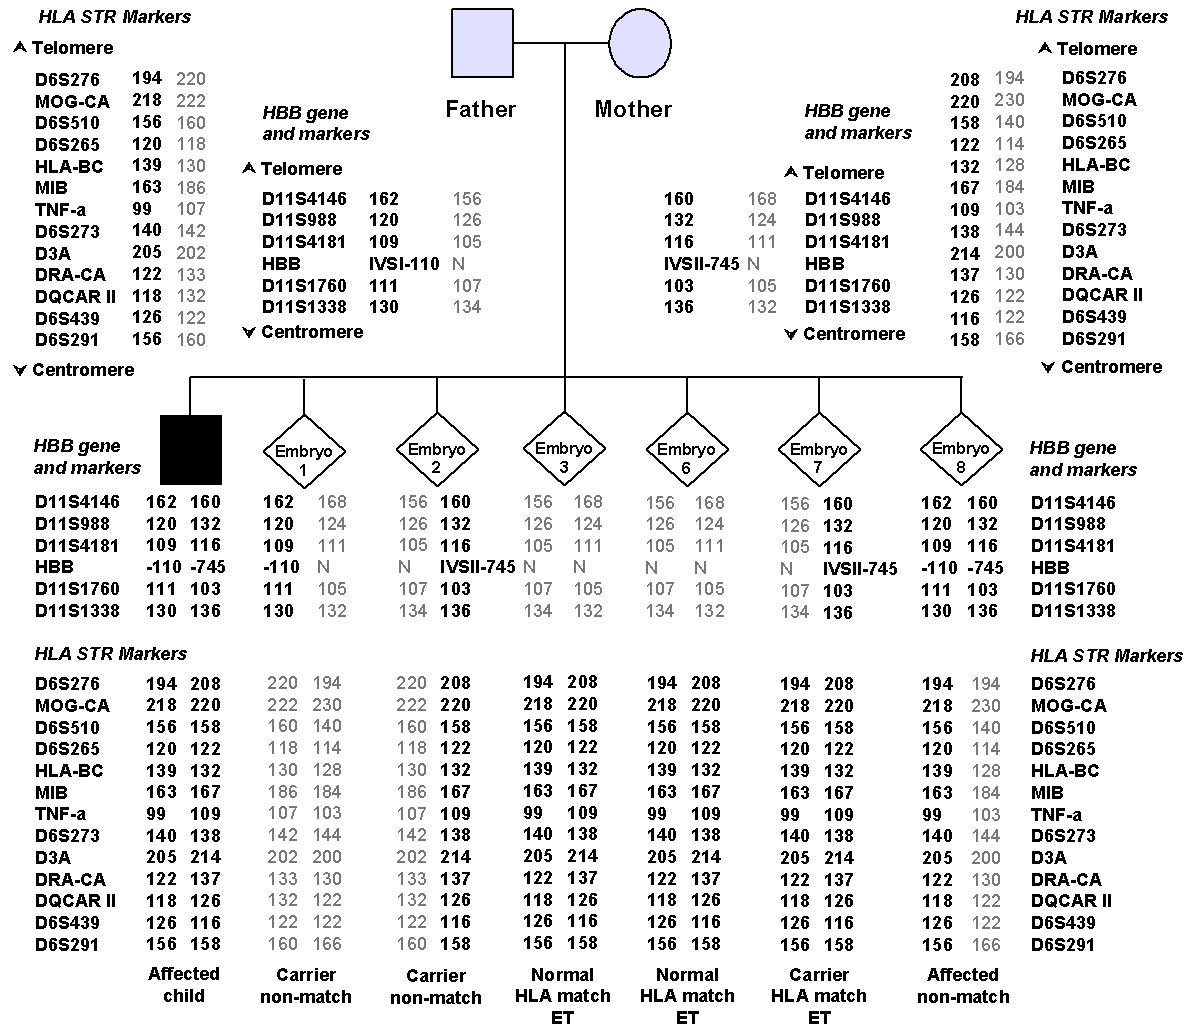 HLA STR Markers
Telomere
D6S276 194 220
MOG-CA 218 222
D6S510 156 160
D6S265 120 118
HLA-BC 139 130
MIB 163 186
TNF-a 99 107
D6S273 140 142
D3A 205 202
DRA-CA 122 133
DQCAR II 118 132
D6S439 126 122
D6S291 156 160
Centromere
HBB gene
and markers
Telomere
D11S4146 162 156
D11S988 120 126
D11S4181 109 105
HBB IVSI-110 N
D11S1760 111 107
D11S1338 130 134
Centromere
Father
Mother
HBB gene
and markers
Telomere
160 168 D11S4146
132 124 D11S988
116 111 D11S4181
IVSII-745 N HBB
103 105 D11S1760
136 132 D11S1338
Centromere
HLA STR Markers
Telomere
208 194 D6S276
220 230 MOG-CA
158 140 D6S510
122 114 D6S265
132 128 HLA-BC
167 184 MIB
109 103 TNF-a
138 144 D6S273
214 200 D3A
137 130 DRA-CA
126 122 DQCAR II
116 122 D6S439
158 166 D6S291
Centromere
Embryo
1
Embryo
2
Embryo
3
Embryo
6
Embryo
7
Embryo
8
HBB gene
and markers
HBB gene
and markers
D11S4146 162 160 162 168 156 160 156 168 156 168 156 160 162 160 D11S4146
D11S988 120 132 120 124 126 132 126 124 126 124 126 132 120 132 D11S988
D11S4181 109 116 109 111 105 116 105 111 105 111 105 116 109 116 D11S4181
HBB -110 -745 -110 N N IVSII-745 N N N N N IVSII-745 -110 -745 HBB
D11S1760 111 103 111 105 107 103 107 105 107 105 107 103 111 103 D11S1760
D11S1338 130 136 130 132 134 136 134 132 134 132 134 136 130 136 D11S1338
HLA STR Markers
HLA STR Markers
D6S276 194 208 220 194 220 208 194 208 194 208 194 208 194 194 D6S276
MOG-CA 218 220 222 230 222 220 218 220 218 220 218 220 218 230 MOG-CA
D6S510 156 158 160 140 160 158 156 158 156 158 156 158 156 140 D6S510
D6S265 120 122 118 114 118 122 120 122 120 122 120 122 120 114 D6S265
HLA-BC 139 132 130 128 130 132 139 132 139 132 139 132 139 128 HLA-BC
MIB 163 167 186 184 186 167 163 167 163 167 163 167 163 184 MIB
TNF-a 99 109 107 103 107 109 99 109 99 109 99 109 99 103 TNF-a
D6S273 140 138 142 144 142 138 140 138 140 138 140 138 140 144 D6S273
D3A 205 214 202 200 202 214 205 214 205 214 205 214 205 200 D3A
DRA-CA 122 137 133 130 133 137 122 137 122 137 122 137 122 130 DRA-CA
DQCAR II 118 126 132 122 132 126 118 126 118 126 118 126 118 122 DQCAR II
D6S439 126 116 122 122 122 116 126 116 126 116 126 116 126 122 D6S439
D6S291 156 158 160 166 160 158 156 158 156 158 156 158 156 166 D6S291
Affected
child
Carrier
non-match
Carrier
non-match
Normal
HLA match
ET
Normal
HLA match
ET
Carrier
HLA match
ET
Affected
non-match